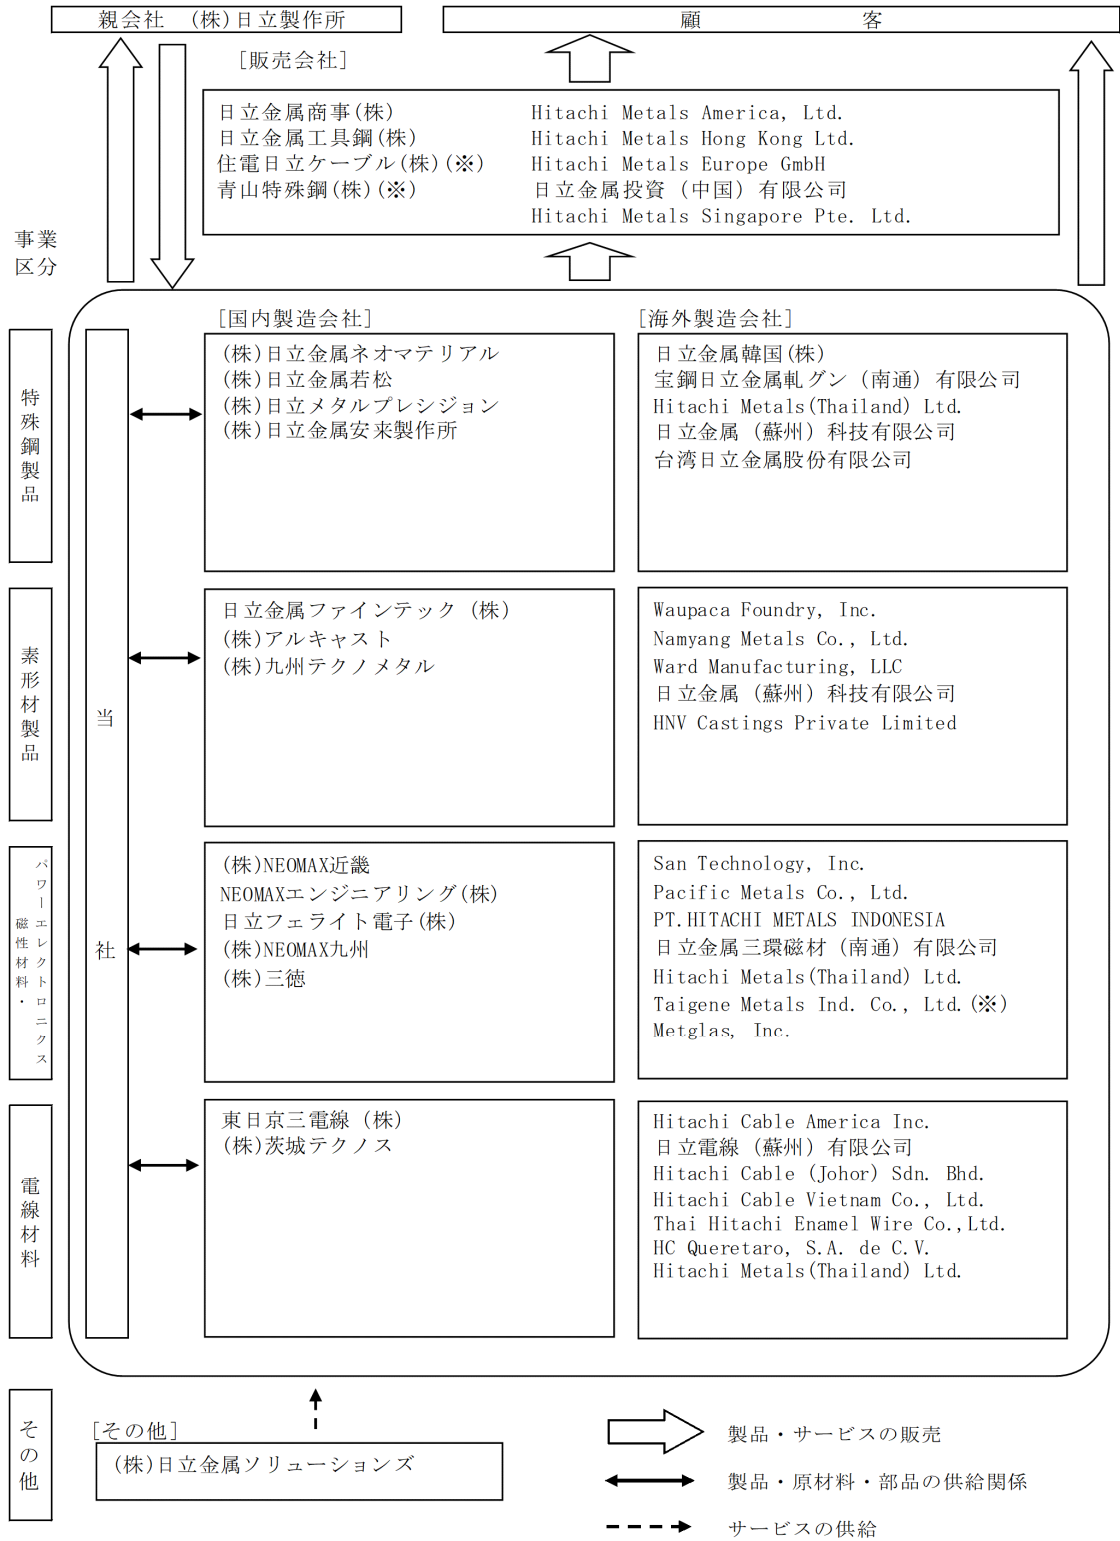 親会社 (株)日立製作所
顧 客
[販売会社]
日立金属商事(株)
日立金属工具鋼(株)
住電日立ケーブル(株)(※)
青山特殊鋼(株)(※)
Hitachi Metals America, Ltd.
Hitachi Metals Hong Kong Ltd.
Hitachi Metals Europe GmbH
日立金属投資（中国）有限公司
Hitachi Metals Singapore Pte. Ltd.
事業
区分
当社
特殊鋼製品
[国内製造会社]
(株)日立金属ネオマテリアル
(株)日立金属若松
(株)日立メタルプレシジョン
(株)日立金属安来製作所
[海外製造会社]
日立金属韓国(株)
宝鋼日立金属軋グン（南通）有限公司
Hitachi Metals(Thailand) Ltd.
日立金属（蘇州）科技有限公司
台湾日立金属股份有限公司
素形材製品
日立金属ファインテック（株）
(株)アルキャスト
(株)九州テクノメタル
Waupaca Foundry, Inc.
Namyang Metals Co., Ltd.
Ward Manufacturing, LLC
日立金属（蘇州）科技有限公司
HNV Castings Private Limited
磁性材料・
パワーエレクトロニクス
(株)NEOMAX近畿
NEOMAXエンジニアリング(株)
日立フェライト電子(株)
(株)NEOMAX九州
(株)三徳
San Technology, Inc.
Pacific Metals Co., Ltd.
PT.HITACHI METALS INDONESIA
日立金属三環磁材（南通）有限公司
Hitachi Metals(Thailand) Ltd.
Taigene Metals Ind. Co., Ltd.(※)
Metglas, Inc.
電線材料
東日京三電線（株）
(株)茨城テクノス
Hitachi Cable America Inc.
日立電線（蘇州）有限公司
Hitachi Cable (Johor) Sdn. Bhd.
Hitachi Cable Vietnam Co., Ltd.
Thai Hitachi Enamel Wire Co.,Ltd.
HC Queretaro, S.A. de C.V.
Hitachi Metals(Thailand) Ltd.
その他
[その他]
(株)日立金属ソリューションズ
製品・サービスの販売
製品・原材料・部品の供給関係
サービスの供給